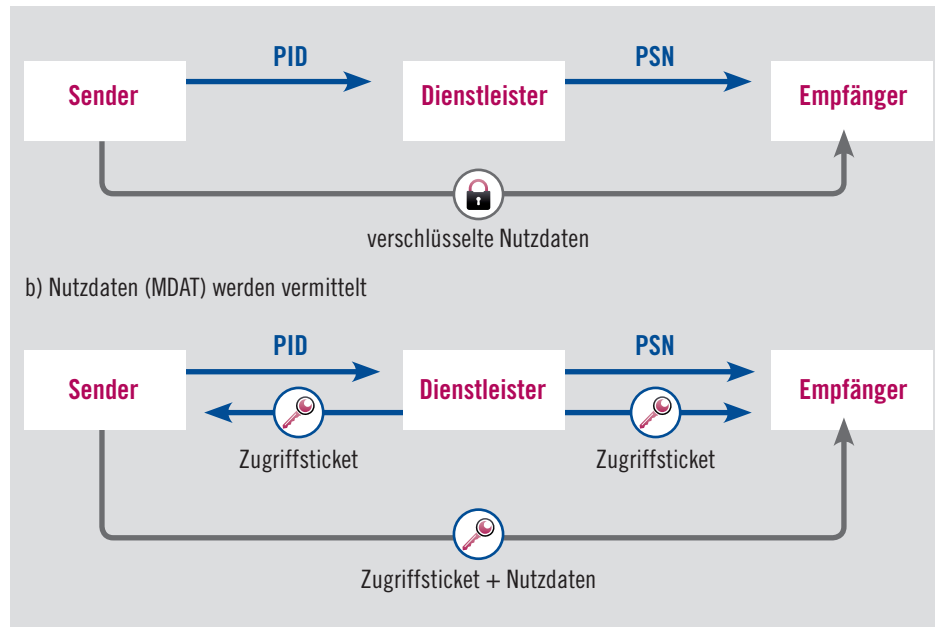 PID
PSN
Sender
Dienstleister
Empfänger
verschlüsselte Nutzdaten
b) Nutzdaten (MDAT) werden vermittelt
PID
PSN
Sender
Dienstleister
Empfänger
Zugriffsticket
Zugriffsticket
Zugriffsticket + Nutzdaten